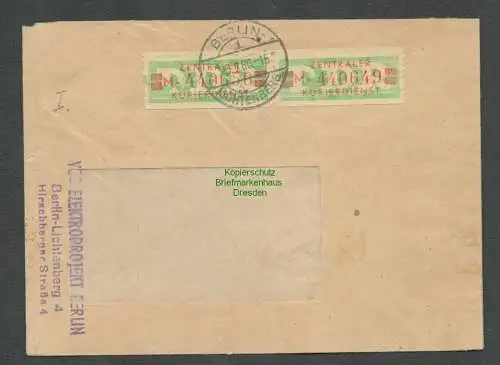 BERLIN-
LICHTENBERG
ZENTRALER
M- 440650
KURIERDIENST
ZENTRALER
M- 440649
KURIERDIENST
Kopierschutz
Briefmarkenhaus
Dresden
VEB ELEKTROPROJEKT BERLIN
Berlin-Lichtenberg 4
Hirschberger Straße 4